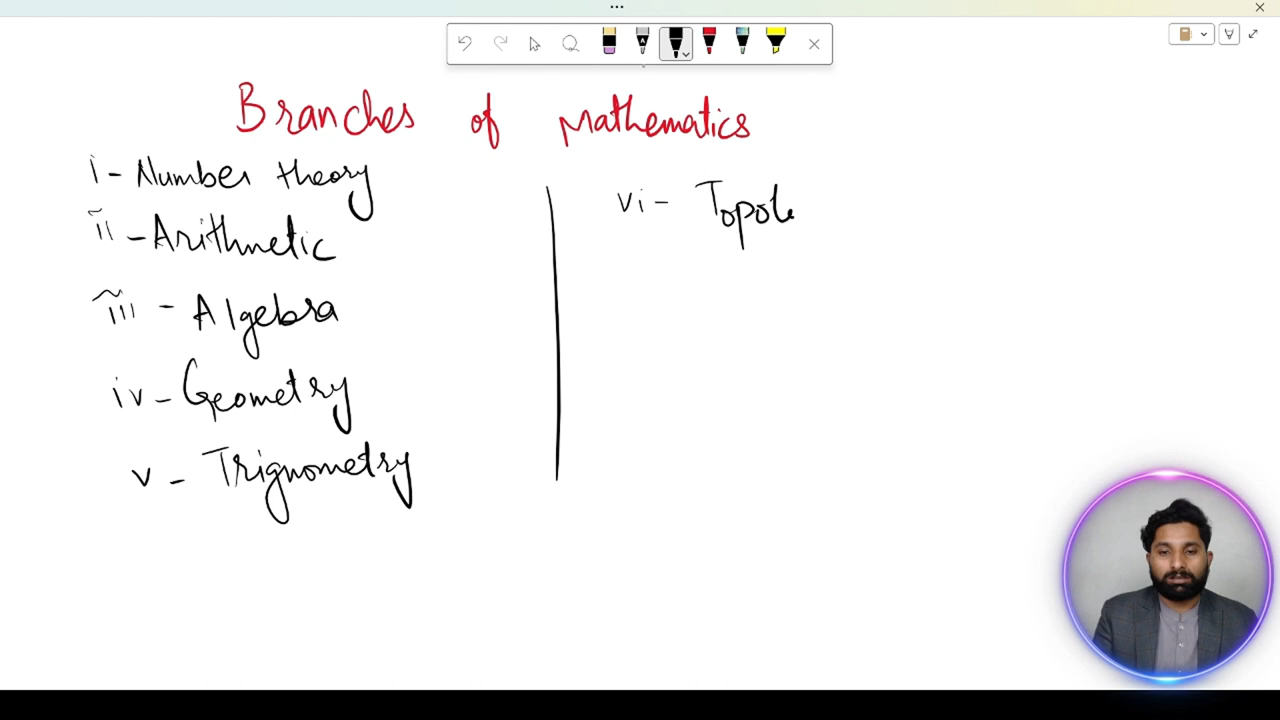 Branches of Mathematics
i - Number theory
ii - Arithmetic
iii - Algebra
iv - Geometry
v - Trignometry
vi - Topol